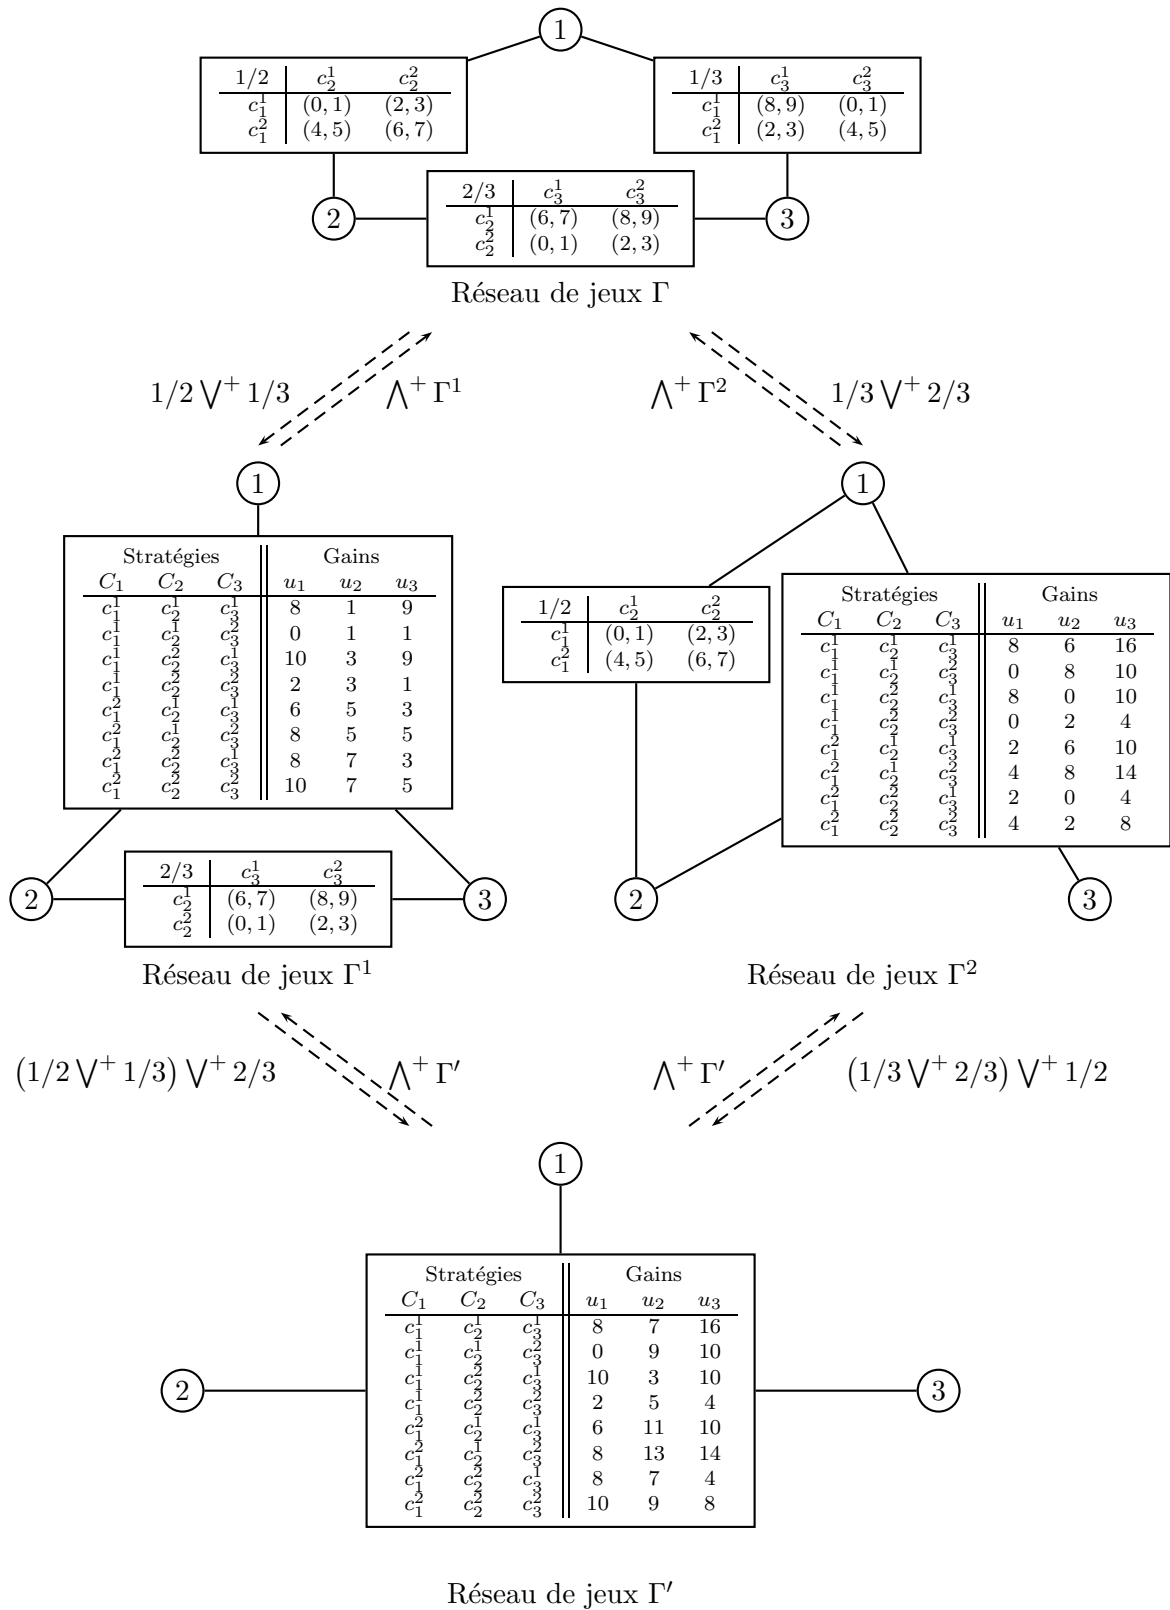 1
1/2 c_2^1 c_2^2
c_1^1 (0, 1) (2, 3)
c_1^2 (4, 5) (6, 7)
1/3 c_3^1 c_3^2
c_1^1 (8, 9) (0, 1)
c_1^2 (2, 3) (4, 5)
2
2/3 c_3^1 c_3^2
c_2^1 (6, 7) (8, 9)
c_2^2 (0, 1) (2, 3)
3
Réseau de jeux Γ
1/2 ⋁⁺ 1/3
⋀⁺ Γ¹
⋀⁺ Γ²
1/3 ⋁⁺ 2/3
1
Stratégies Gains
C_1 C_2 C_3 u_1 u_2 u_3
c_1^1 c_2^1 c_3^1 8 1 9
c_1^1 c_2^1 c_3^2 0 1 1
c_1^1 c_2^2 c_3^1 10 3 9
c_1^1 c_2^2 c_3^2 2 3 1
c_1^2 c_2^1 c_3^1 6 5 3
c_1^2 c_2^1 c_3^2 8 5 5
c_1^2 c_2^2 c_3^1 8 7 3
c_1^2 c_2^2 c_3^2 10 7 5
2
2/3 c_3^1 c_3^2
c_2^1 (6, 7) (8, 9)
c_2^2 (0, 1) (2, 3)
3
Réseau de jeux Γ¹
1
1/2 c_2^1 c_2^2
c_1^1 (0, 1) (2, 3)
c_1^2 (4, 5) (6, 7)
Stratégies Gains
C_1 C_2 C_3 u_1 u_2 u_3
c_1^1 c_2^1 c_3^1 8 6 16
c_1^1 c_2^1 c_3^2 0 8 10
c_1^1 c_2^2 c_3^1 8 0 10
c_1^1 c_2^2 c_3^2 0 2 4
c_1^2 c_2^1 c_3^1 2 6 10
c_1^2 c_2^1 c_3^2 4 8 14
c_1^2 c_2^2 c_3^1 2 0 4
c_1^2 c_2^2 c_3^2 4 2 8
2
3
Réseau de jeux Γ²
(1/2 ⋁⁺ 1/3) ⋁⁺ 2/3
⋀⁺ Γ′
⋀⁺ Γ′
(1/3 ⋁⁺ 2/3) ⋁⁺ 1/2
1
Stratégies Gains
C_1 C_2 C_3 u_1 u_2 u_3
c_1^1 c_2^1 c_3^1 8 7 16
c_1^1 c_2^1 c_3^2 0 9 10
c_1^1 c_2^2 c_3^1 10 3 10
c_1^1 c_2^2 c_3^2 2 5 4
c_1^2 c_2^1 c_3^1 6 11 10
c_1^2 c_2^1 c_3^2 8 13 14
c_1^2 c_2^2 c_3^1 8 7 4
c_1^2 c_2^2 c_3^2 10 9 8
2
3
Réseau de jeux Γ′